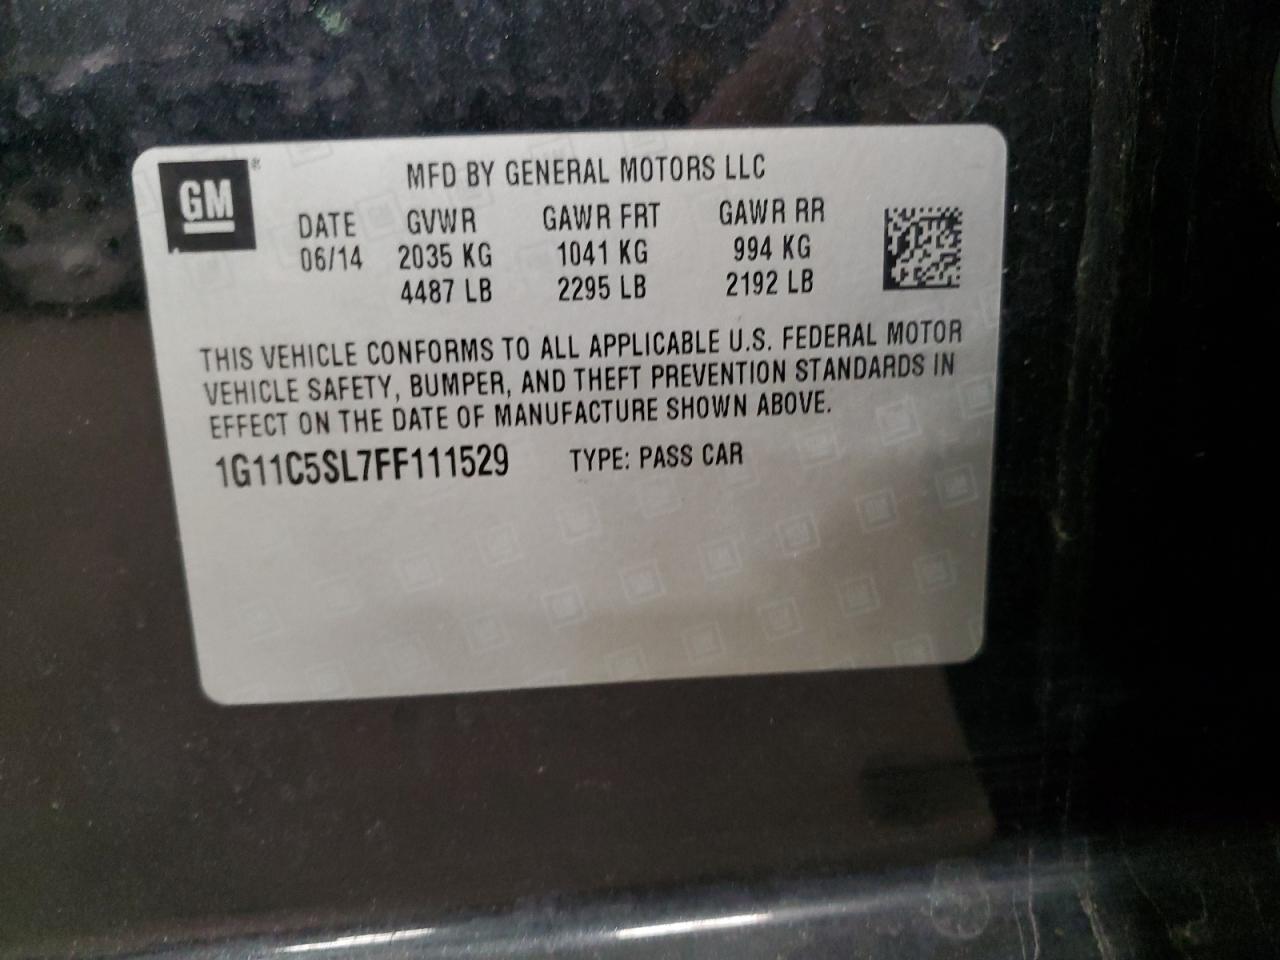 GM ®
MFD BY GENERAL MOTORS LLC
DATE GVWR GAWR FRT GAWR RR
06/14 2035 KG 1041 KG 994 KG
4487 LB 2295 LB 2192 LB
THIS VEHICLE CONFORMS TO ALL APPLICABLE U.S. FEDERAL MOTOR
VEHICLE SAFETY, BUMPER, AND THEFT PREVENTION STANDARDS IN
EFFECT ON THE DATE OF MANUFACTURE SHOWN ABOVE.
1G11C5SL7FF111529 TYPE: PASS CAR